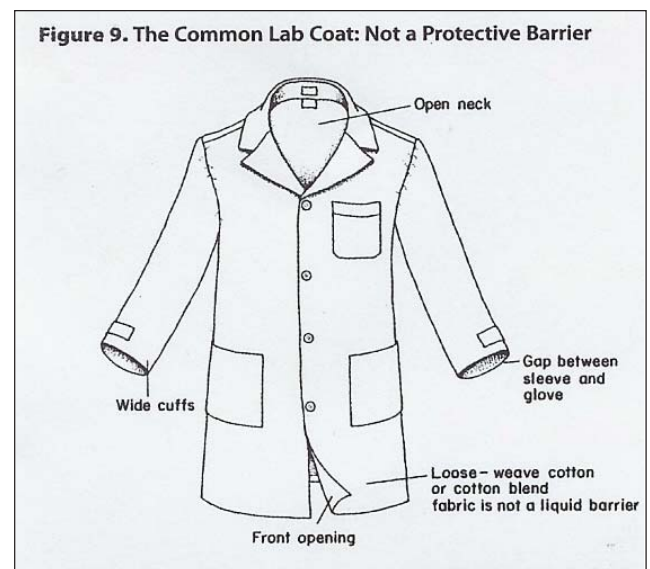 Figure 9. The Common Lab Coat: Not a Protective Barrier
Open neck
Gap between
sleeve and
glove
Wide cuffs
Loose-weave cotton
or cotton blend
fabric is not a liquid barrier
Front opening